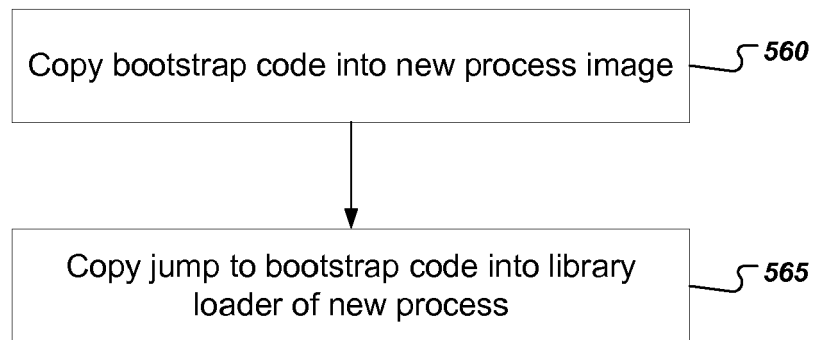 Copy bootstrap code into new process image
560
Copy jump to bootstrap code into library
loader of new process
565